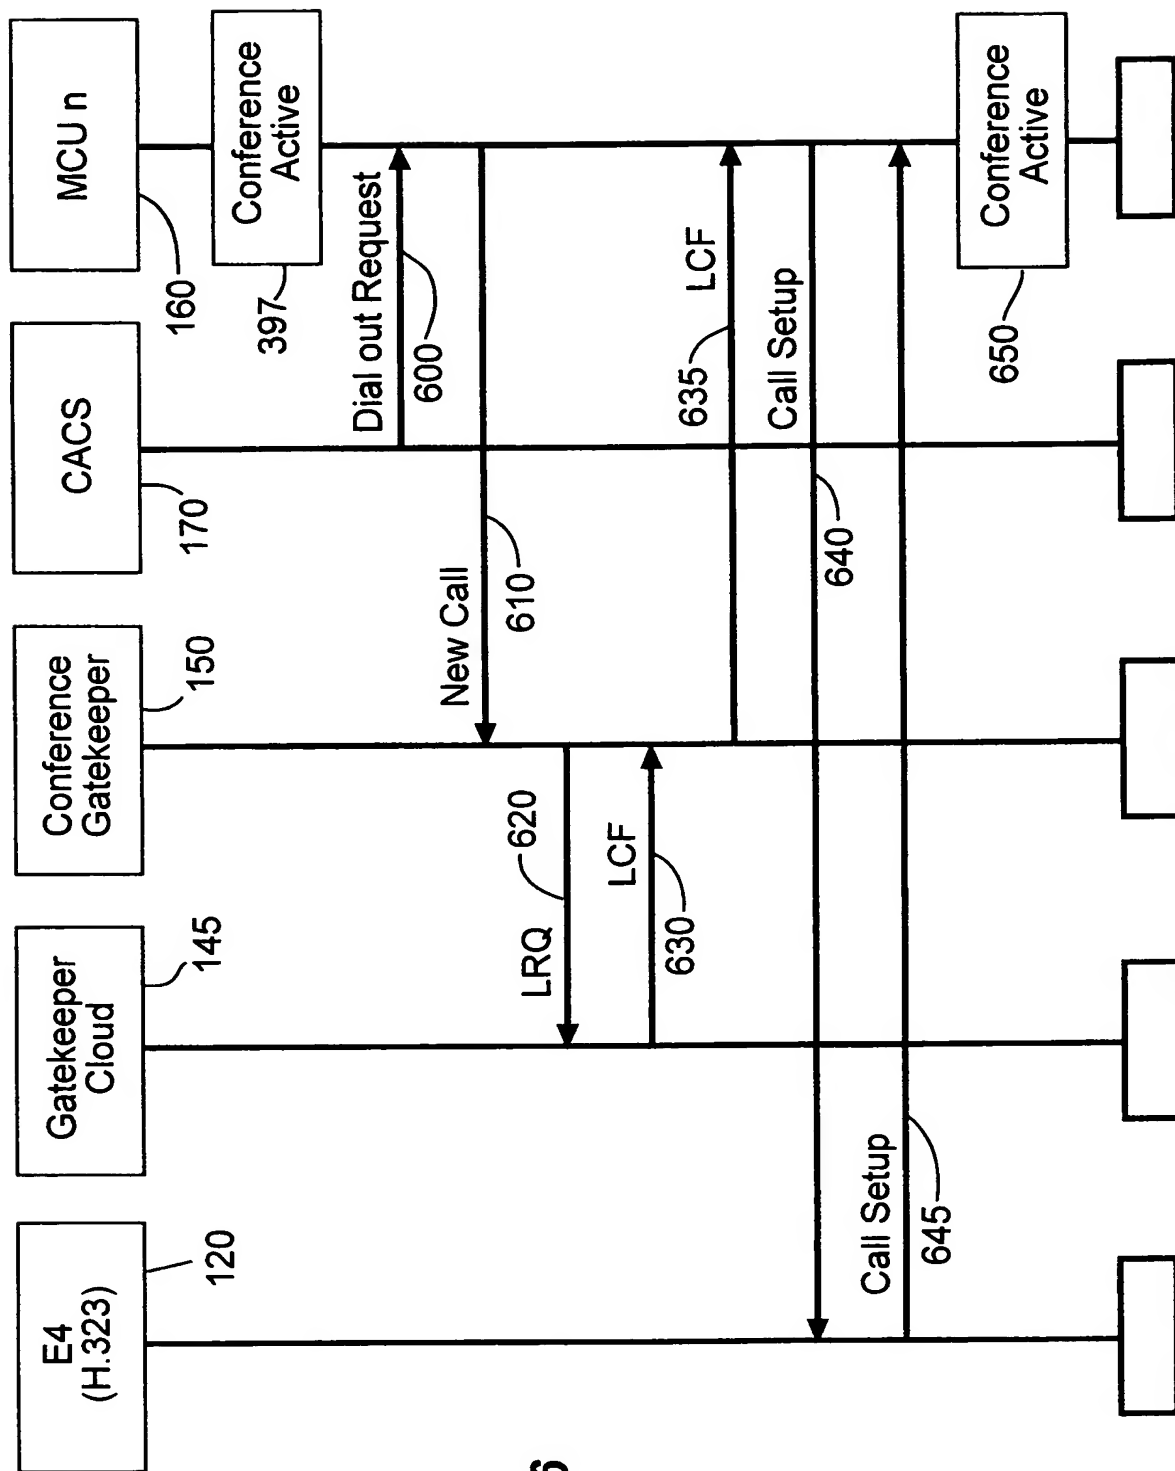 E4
(H.323)
120
Gatekeeper
Cloud
145
Conference
Gatekeeper
150
CACS
170
MCU n
160
Conference
Active
397
Dial out Request
600
New Call
610
LRQ
620
LCF
630
LCF
635
Call Setup
640
Call Setup
645
Conference
Active
650